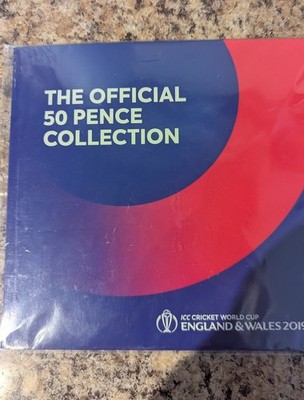 THE OFFICIAL
50 PENCE
COLLECTION
ICC CRICKET WORLD CUP
ENGLAND & WALES 2019